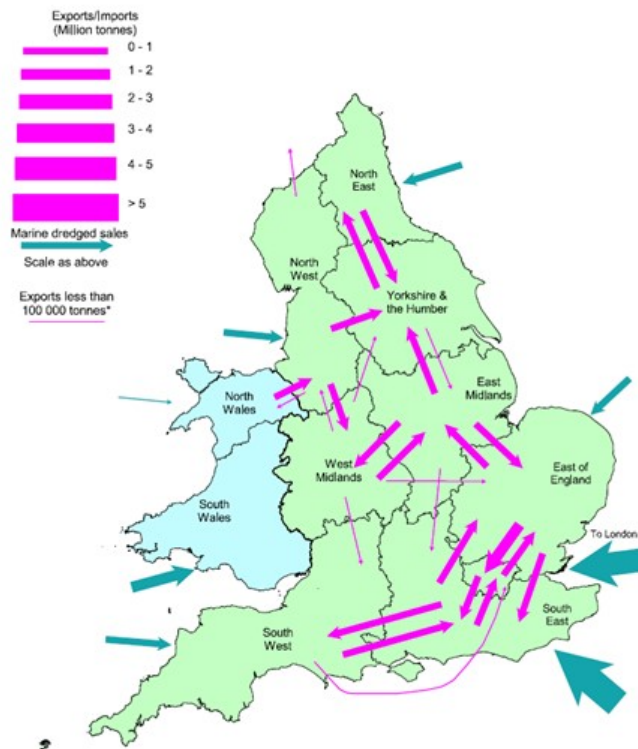 Exports/Imports
(Million tonnes)
0 - 1
1 - 2
2 - 3
3 - 4
4 - 5
> 5
Marine dredged sales
Scale as above
Exports less than
100 000 tonnes*
North
East
North
West
Yorkshire &
the Humber
North
Wales
East
Midlands
West
Midlands
East of
England
South
Wales
To London
South
East
South
West